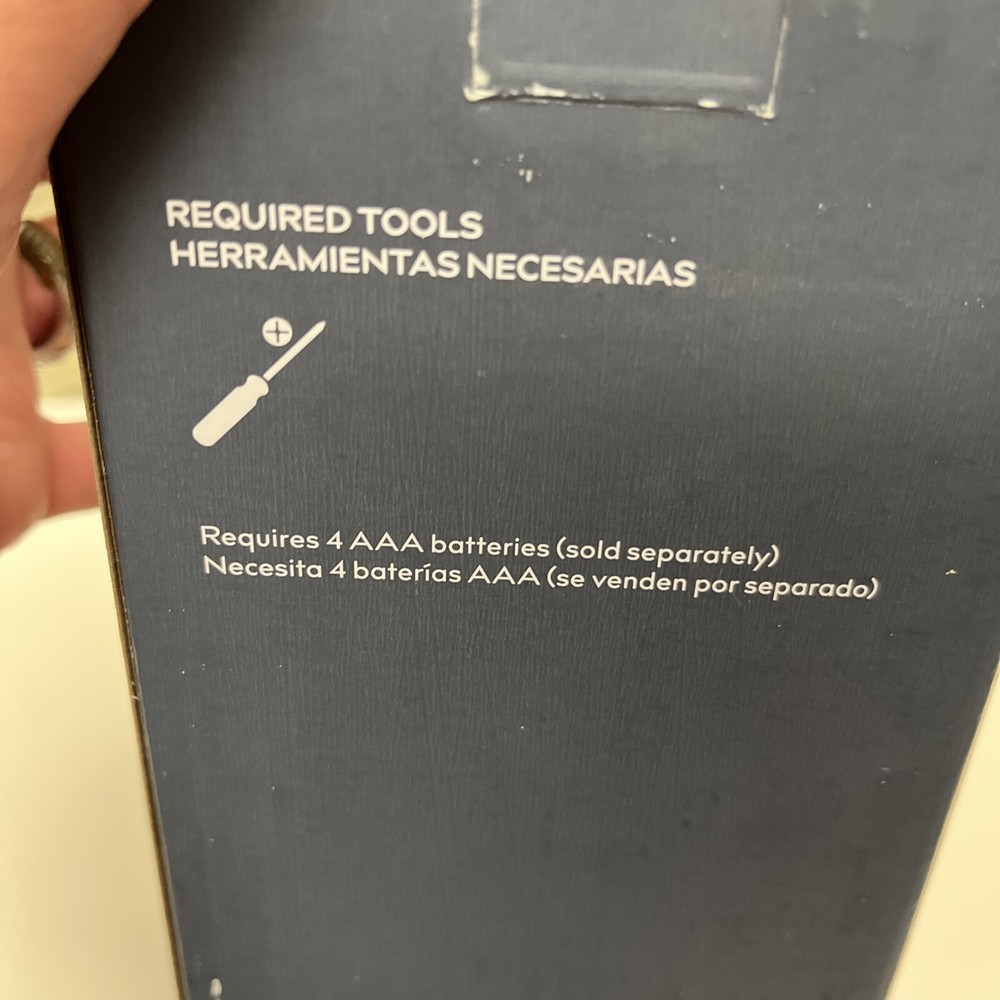 REQUIRED TOOLS
HERRAMIENTAS NECESARIAS
Requires 4 AAA batteries (sold separately)
Necesita 4 baterías AAA (se venden por separado)